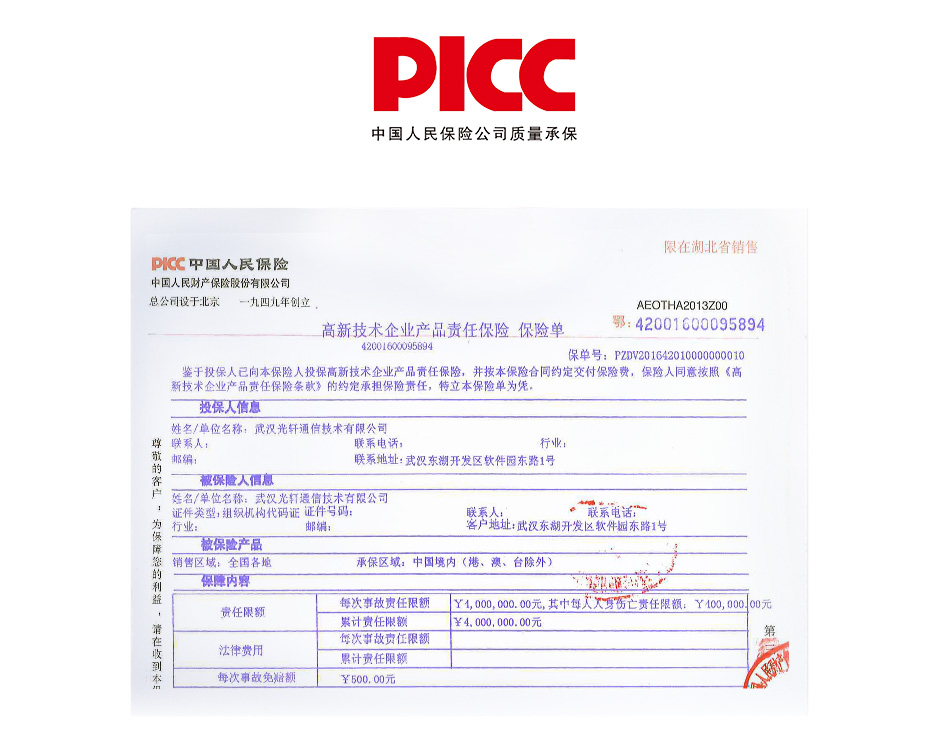 PICC
中国人民保险公司质量承保
限在湖北省销售
PICC 中国人民保险
中国人民财产保险股份有限公司
总公司设于北京 一九四九年创立
AEOTHA2013Z00
鄂：42001600095894
高新技术企业产品责任保险 保险单
42001600095894
保单号：PZDV201642010000000010
鉴于投保人已向本保险人投保高新技术企业产品责任保险，并按本保险合同约定交付保险费，保险人同意按照《高
新技术企业产品责任保险条款》的约定承担保险责任，特立本保险单为凭。
投保人信息
姓名/单位名称：武汉光轩通信技术有限公司
联系人： 联系电话： 行业：
邮编： 联系地址：武汉东湖开发区软件园东路1号
被保险人信息
姓名/单位名称：武汉光轩通信技术有限公司
证件类型：组织机构代码证 证件号码： 联系人： 联系电话：
行业： 邮编： 客户地址：武汉东湖开发区软件园东路1号
被保险产品
销售区域：全国各地 承保区域：中国境内（港、澳、台除外）
保障内容
责任限额 每次事故责任限额 ￥4,000,000.00元,其中每人人身伤亡责任限额：￥400,000.00元
累计责任限额 ￥4,000,000.00元
法律费用 每次事故责任限额
累计责任限额
每次事故免赔额 ￥500.00元
尊敬的客户：为保障您的利益，请在收到本
第
人民财产